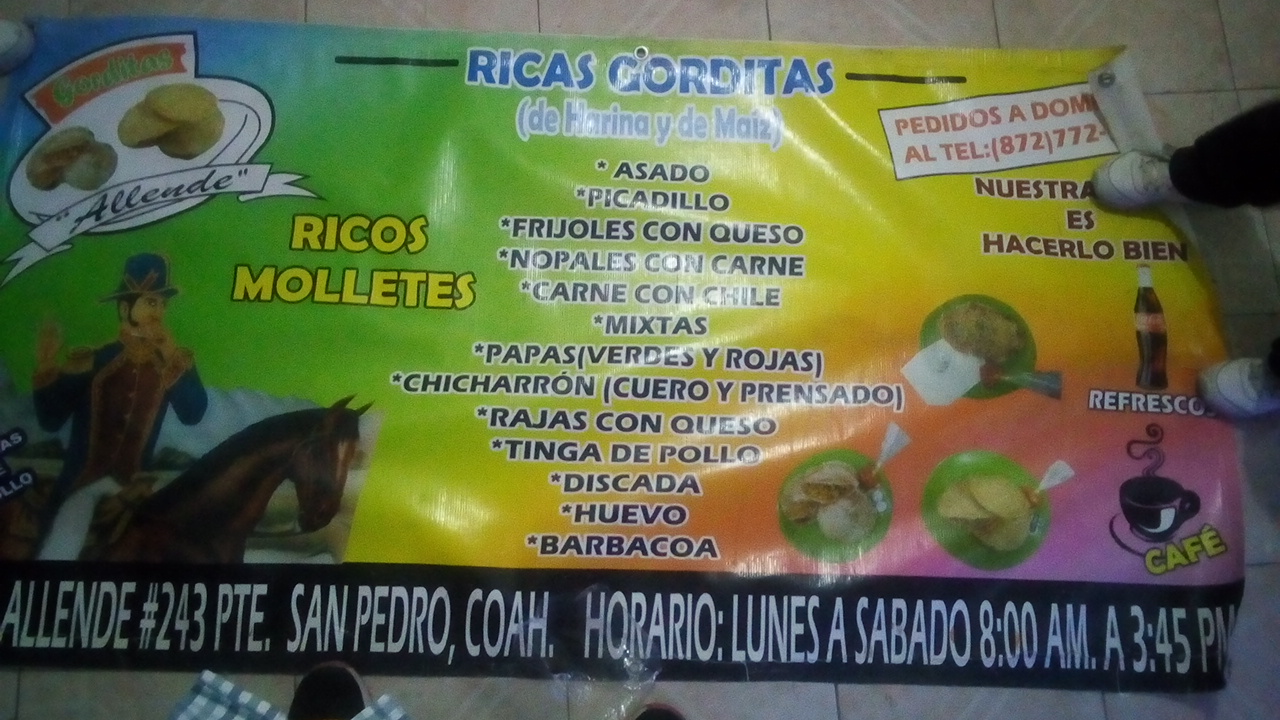 Gorditas
"Allende"
RICAS GORDITAS
(de Harina y de Maíz)
PEDIDOS A DOM
AL TEL:(872)772-
NUESTRA
ES
HACERLO BIEN
RICOS
MOLLETES
* ASADO
*PICADILLO
*FRIJOLES CON QUESO
*NOPALES CON CARNE
*CARNE CON CHILE
*MIXTAS
*PAPAS(VERDES Y ROJAS)
*CHICHARRÓN (CUERO Y PRENSADO)
*RAJAS CON QUESO
*TINGA DE POLLO
*DISCADA
*HUEVO
*BARBACOA
REFRESCO
CAFÉ
ALLENDE #243 PTE. SAN PEDRO, COAH. HORARIO: LUNES A SABADO 8:00 AM. A 3:45 PM